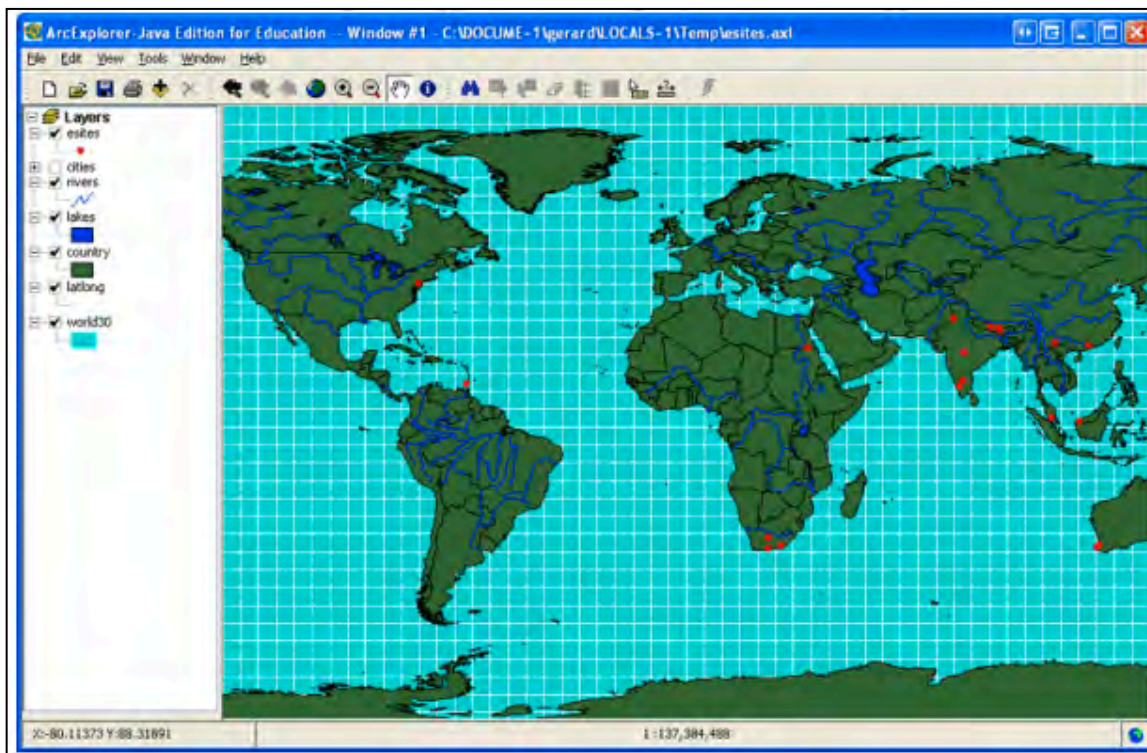 ArcExplorer-Java Edition for Education -- Window #1 - C:\DOCUME~1\gerard\LOCALS~1\Temp\esites.axl
File Edit View Tools Window Help
Layers
esites
cities
rivers
lakes
country
latlong
world30
X:-80.11373 Y:88.31891
1 :137,384,488